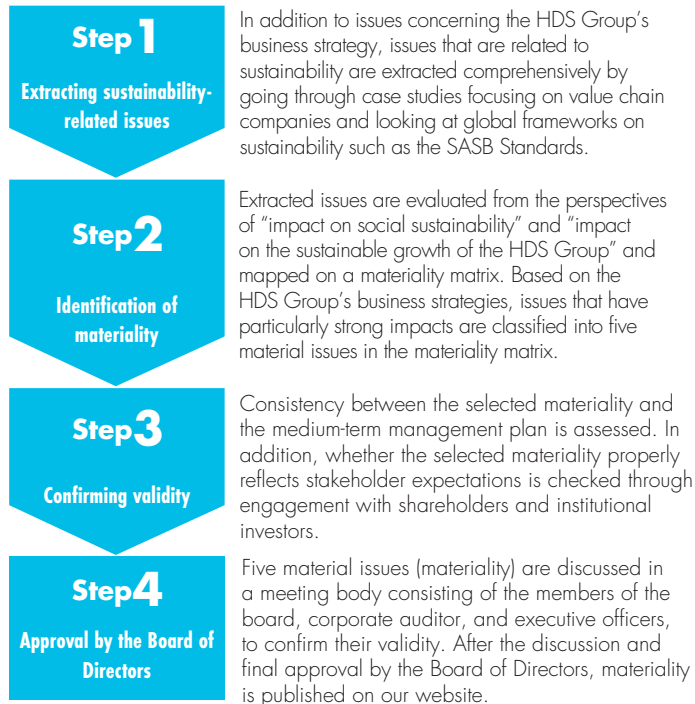 Step1
Extracting sustainability-
related issues
In addition to issues concerning the HDS Group’s
business strategy, issues that are related to
sustainability are extracted comprehensively by
going through case studies focusing on value chain
companies and looking at global frameworks on
sustainability such as the SASB Standards.
Step2
Identification of
materiality
Extracted issues are evaluated from the perspectives
of “impact on social sustainability” and “impact
on the sustainable growth of the HDS Group” and
mapped on a materiality matrix. Based on the
HDS Group’s business strategies, issues that have
particularly strong impacts are classified into five
material issues in the materiality matrix.
Step3
Confirming validity
Consistency between the selected materiality and
the medium-term management plan is assessed. In
addition, whether the selected materiality properly
reflects stakeholder expectations is checked through
engagement with shareholders and institutional
investors.
Step4
Approval by the Board of
Directors
Five material issues (materiality) are discussed in
a meeting body consisting of the members of the
board, corporate auditor, and executive officers,
to confirm their validity. After the discussion and
final approval by the Board of Directors, materiality
is published on our website.